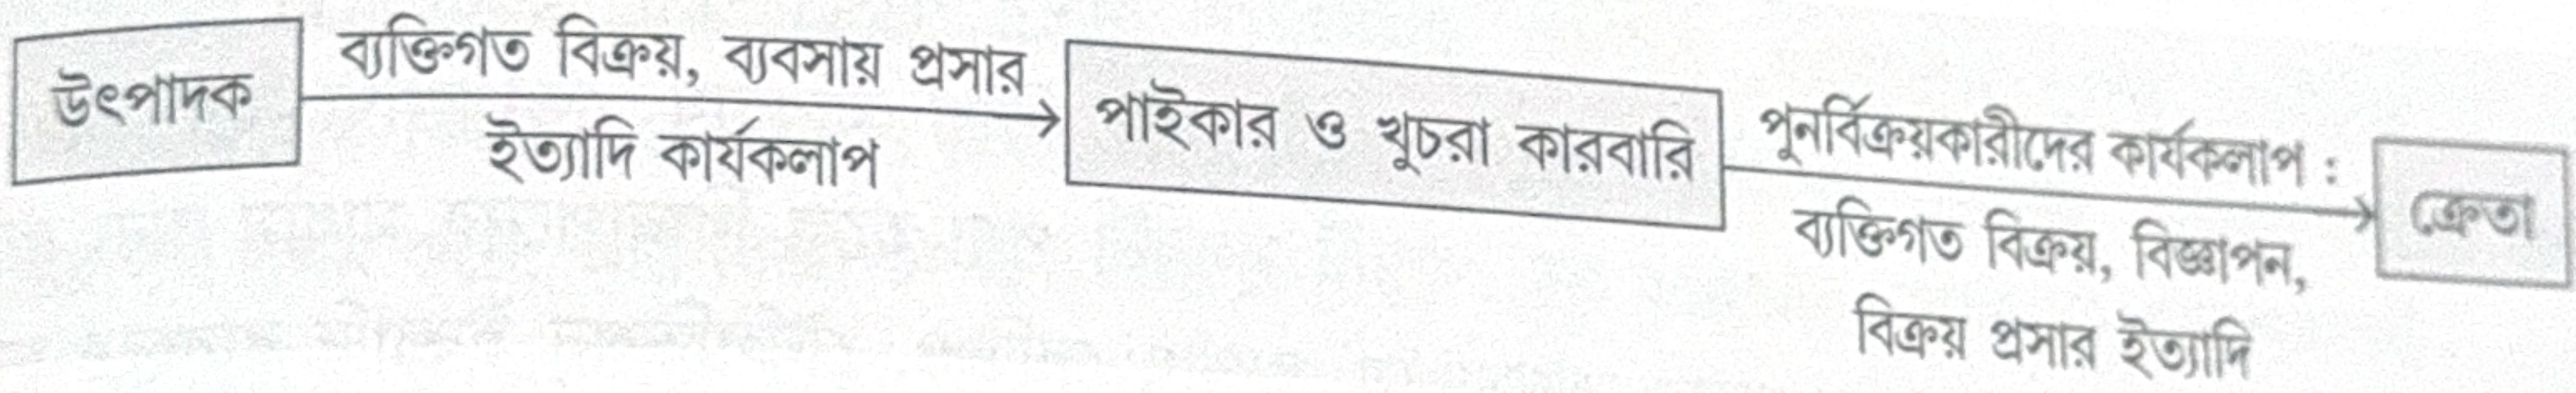 উৎপাদক
ব্যক্তিগত বিক্রয়, ব্যবসায় প্রসার
ইত্যাদি কার্যকলাপ
পাইকার ও খুচরা কারবারি
পুনর্বিক্রয়কারীদের কার্যকলাপ :
ব্যক্তিগত বিক্রয়, বিজ্ঞাপন,
বিক্রয় প্রসার ইত্যাদি
ক্রেতা